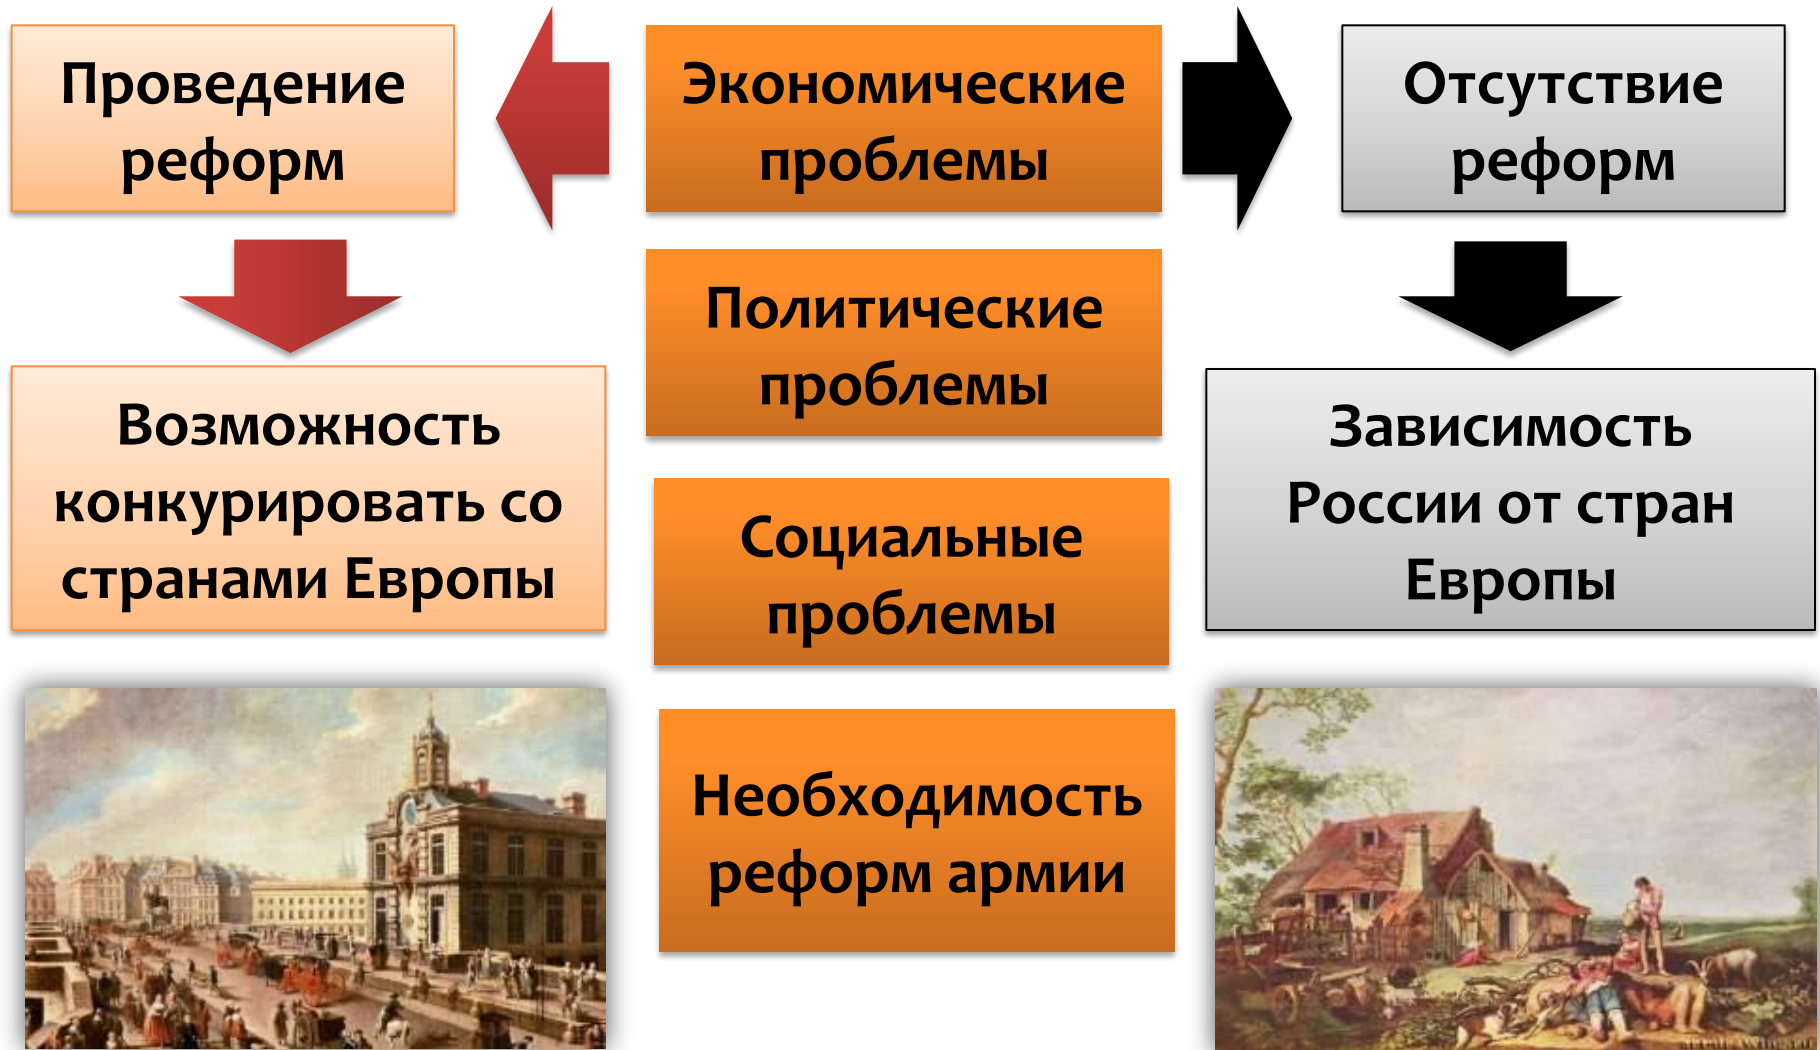 Проведение
реформ
Экономические
проблемы
Отсутствие
реформ
Политические
проблемы
Возможность
конкурировать со
странами Европы
Зависимость
России от стран
Европы
Социальные
проблемы
Необходимость
реформ армии